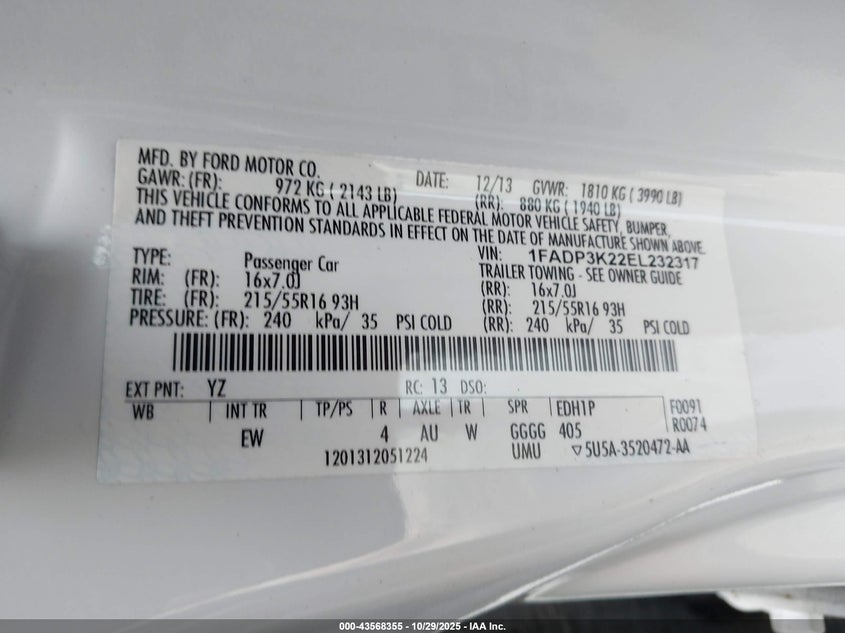 MFD. BY FORD MOTOR CO.
DATE: 12/13 GVWR: 1810 KG ( 3990 LB)
GAWR: (FR): 972 KG ( 2143 LB) (RR): 880 KG ( 1940 LB)
THIS VEHICLE CONFORMS TO ALL APPLICABLE FEDERAL MOTOR VEHICLE SAFETY, BUMPER,
AND THEFT PREVENTION STANDARDS IN EFFECT ON THE DATE OF MANUFACTURE SHOWN ABOVE.
VIN: 1FADP3K22EL232317
TYPE: Passenger Car TRAILER TOWING - SEE OWNER GUIDE
RIM: (FR): 16x7.0J (RR): 16x7.0J
TIRE: (FR): 215/55R16 93H (RR): 215/55R16 93H
PRESSURE: (FR): 240 kPa/ 35 PSI COLD (RR): 240 kPa/ 35 PSI COLD
EXT PNT: YZ RC: 13 DSO:
WB INT TR TP/PS R AXLE TR SPR EDH1P F0091
EW 4 AU W GGGG 405 R0074
1201312051224 UMU ▽5U5A-3520472-AA
000-43568355 - 10/29/2025 - IAA Inc.